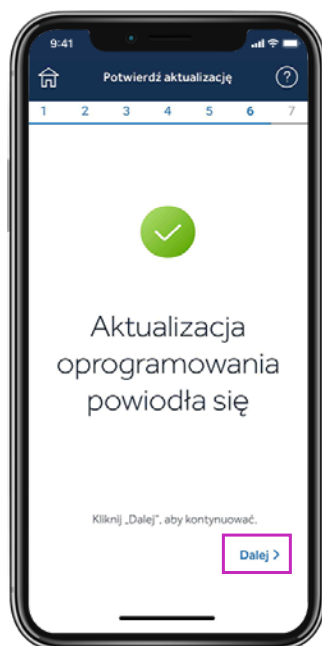 9:41
Potwierdź aktualizację ?
1 2 3 4 5 6 7
Aktualizacja
oprogramowania
powiodła się
Kliknij „Dalej”, aby kontynuować.
Dalej >